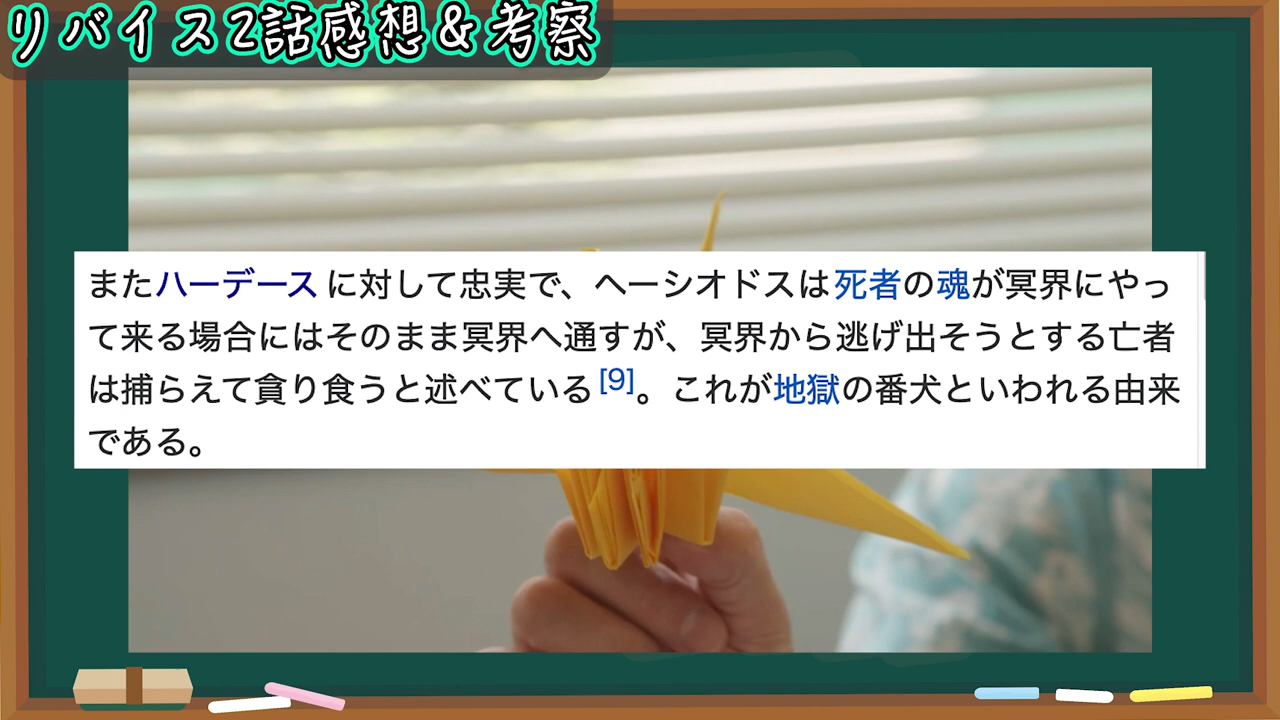 リバイス2話感想＆考察
またハーデースに対して忠実で、ヘーシオドスは死者の魂が冥界にやっ
て来る場合にはそのまま冥界へ通すが、冥界から逃げ出そうとする亡者
は捕らえて貪り食うと述べている[9]。これが地獄の番犬といわれる由来
である。